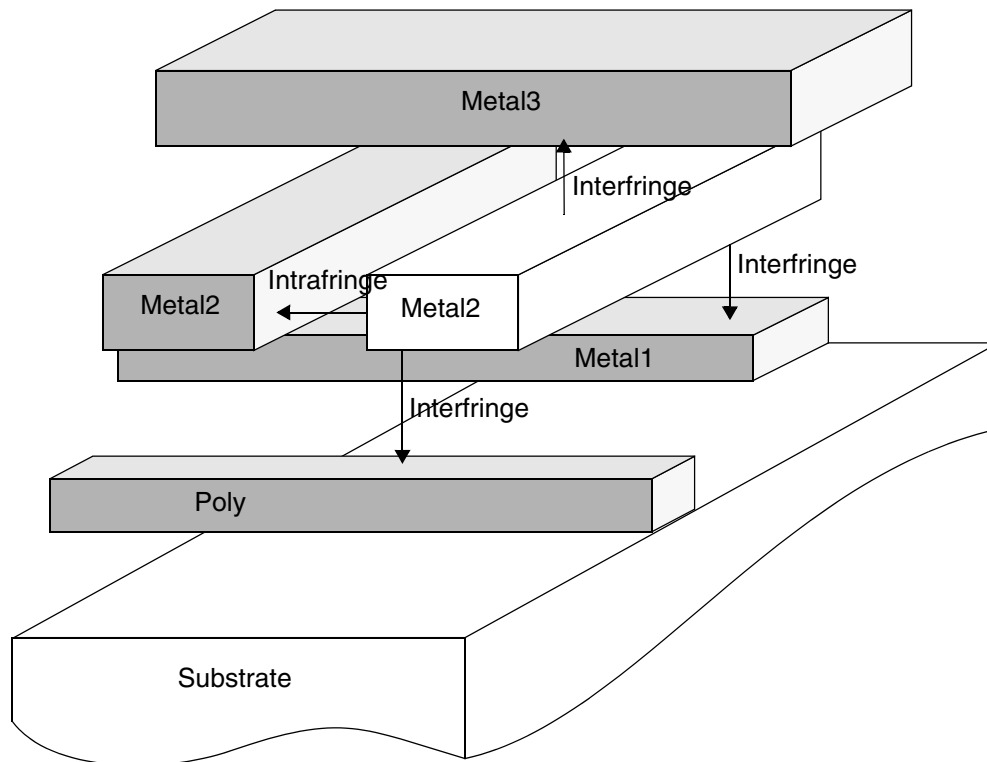 Metal3
Interfringe
Interfringe
Intrafringe
Metal2
Metal2
Metal1
Interfringe
Poly
Substrate